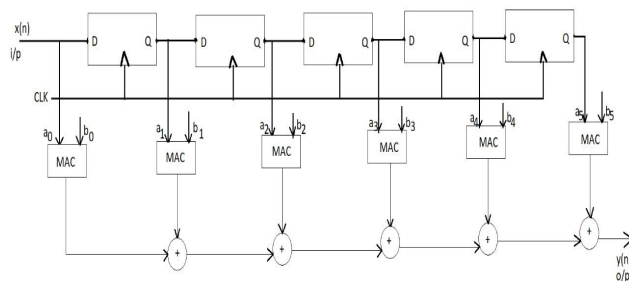 x(n)
i/p
D Q D Q D Q D Q D
CLK
a0 b0 a1 b1 a2 b2 a3 b3 a4 b4 a5 b5
MAC MAC MAC MAC MAC MAC
+ + + + +
y(n
o/p